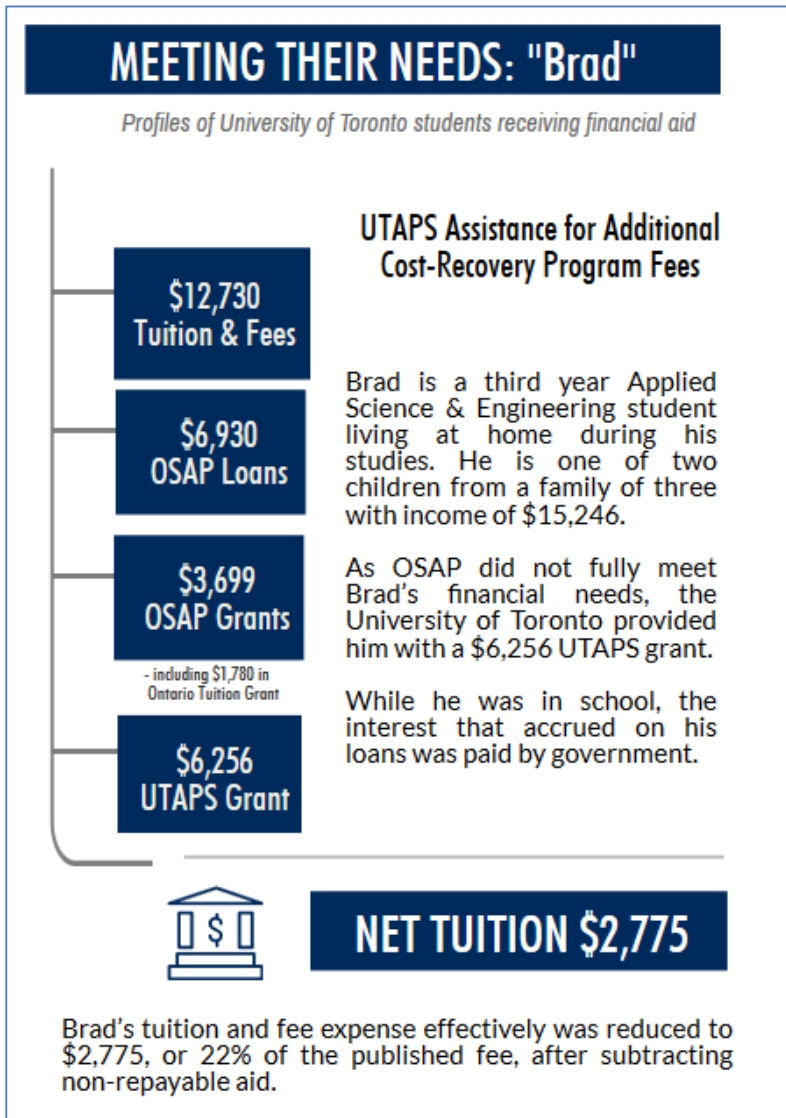 MEETING THEIR NEEDS: "Brad"
Profiles of University of Toronto students receiving financial aid
UTAPS Assistance for Additional
Cost-Recovery Program Fees
$12,730
Tuition & Fees
$6,930
OSAP Loans
$3,699
OSAP Grants
- including $1,780 in
Ontario Tuition Grant
$6,256
UTAPS Grant
Brad is a third year Applied
Science & Engineering student
living at home during his
studies. He is one of two
children from a family of three
with income of $15,246.
As OSAP did not fully meet
Brad's financial needs, the
University of Toronto provided
him with a $6,256 UTAPS grant.
While he was in school, the
interest that accrued on his
loans was paid by government.
$
NET TUITION $2,775
Brad's tuition and fee expense effectively was reduced to
$2,775, or 22% of the published fee, after subtracting
non-repayable aid.